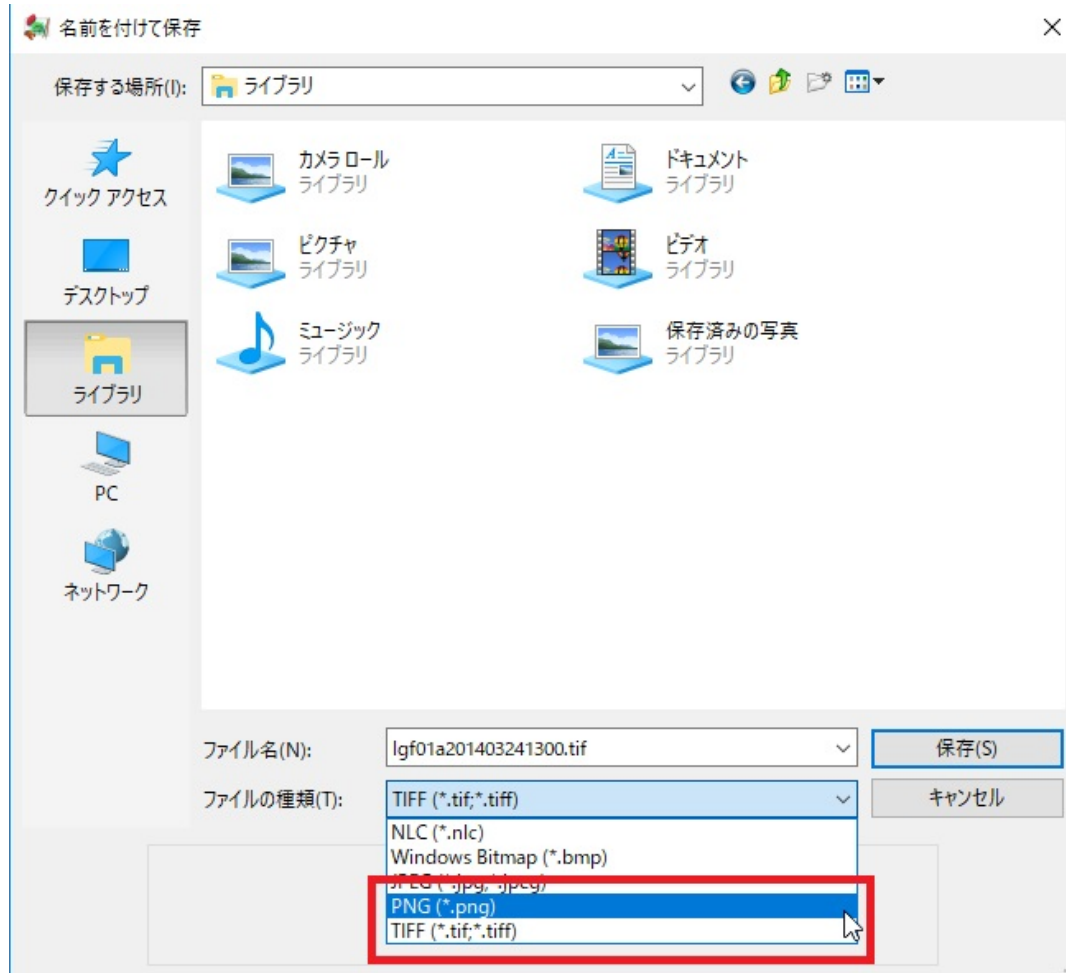 名前を付けて保存
保存する場所(I):
ライブラリ
クイック アクセス
デスクトップ
ライブラリ
PC
ネットワーク
カメラ ロール
ライブラリ
ドキュメント
ライブラリ
ピクチャ
ライブラリ
ビデオ
ライブラリ
ミュージック
ライブラリ
保存済みの写真
ライブラリ
ファイル名(N):
lgf01a201403241300.tif
保存(S)
ファイルの種類(T):
TIFF (*.tif;*.tiff)
キャンセル
NLC (*.nlc)
Windows Bitmap (*.bmp)
JPEG (*.jpg;*.jpeg)
PNG (*.png)
TIFF (*.tif;*.tiff)